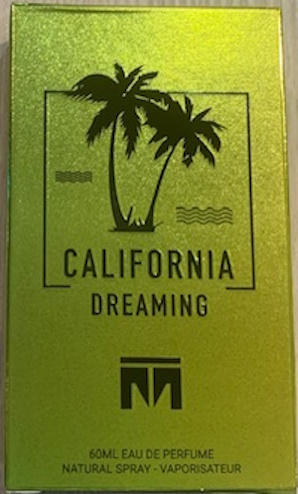 CALIFORNIA
DREAMING
60ML EAU DE PERFUME
NATURAL SPRAY - VAPORISATEUR